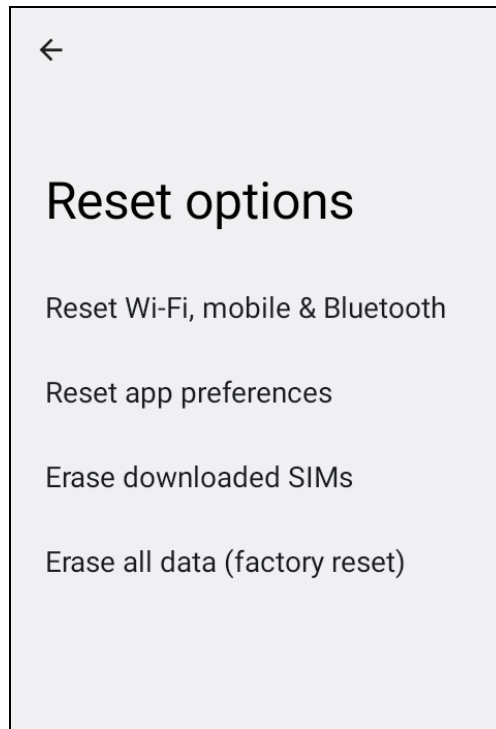 Reset options
Reset Wi-Fi, mobile & Bluetooth
Reset app preferences
Erase downloaded SIMs
Erase all data (factory reset)